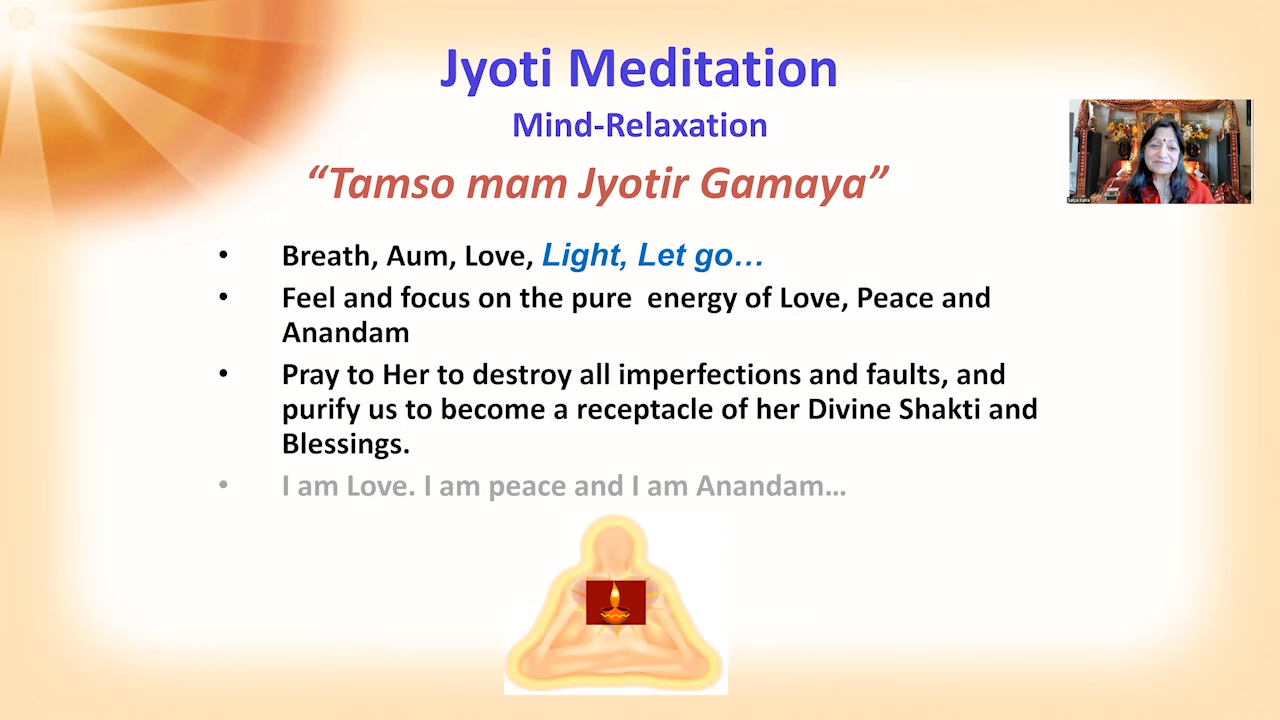 Jyoti Meditation
Mind-Relaxation
“Tamso mam Jyotir Gamaya”
• Breath, Aum, Love, Light, Let go…
• Feel and focus on the pure energy of Love, Peace and
Anandam
• Pray to Her to destroy all imperfections and faults, and
purify us to become a receptacle of her Divine Shakti and
Blessings.
• I am Love. I am peace and I am Anandam…
Satya Kalra